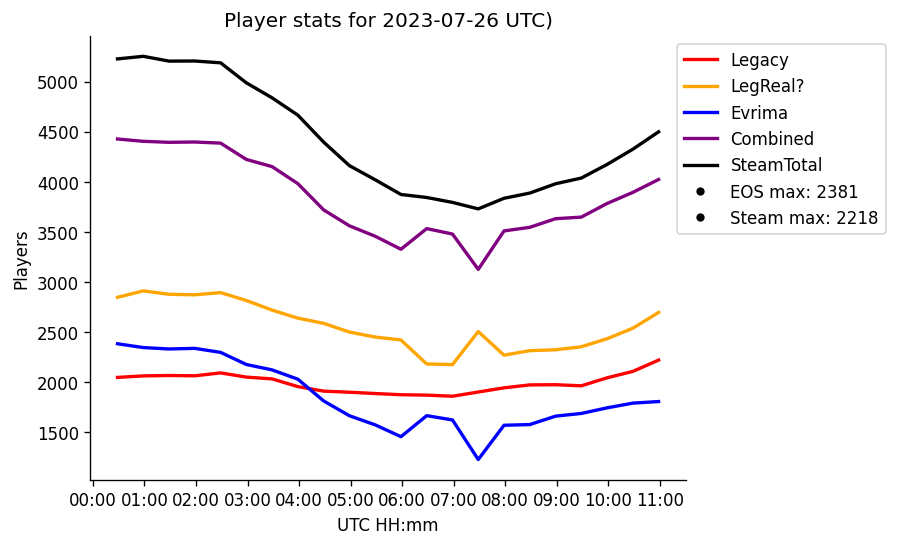 Player stats for 2023-07-26 UTC)
Players
5000
4500
4000
3500
3000
2500
2000
1500
00:00 01:00 02:00 03:00 04:00 05:00 06:00 07:00 08:00 09:00 10:00 11:00
UTC HH:mm
Legacy
LegReal?
Evrima
Combined
SteamTotal
EOS max: 2381
Steam max: 2218